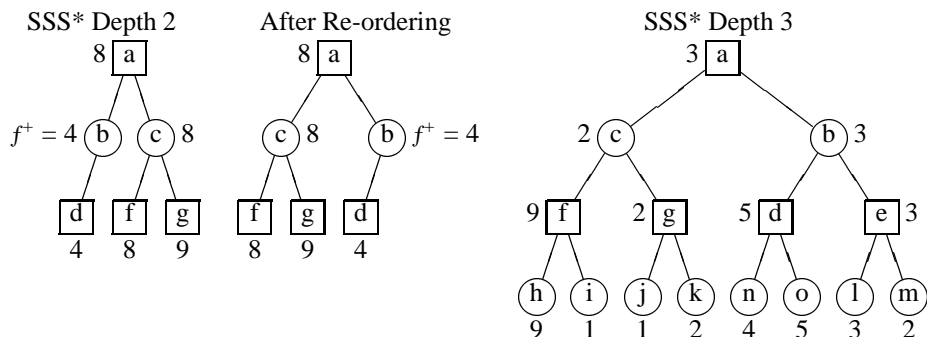 SSS* Depth 2 After Re-ordering SSS* Depth 3
8 a 8 a 3 a
f⁺ = 4 b c 8 c 8 b f⁺ = 4 2 c b 3
d f g f g d 9 f 2 g 5 d e 3
4 8 9 8 9 4
h i j k n o l m
9 1 1 2 4 5 3 2